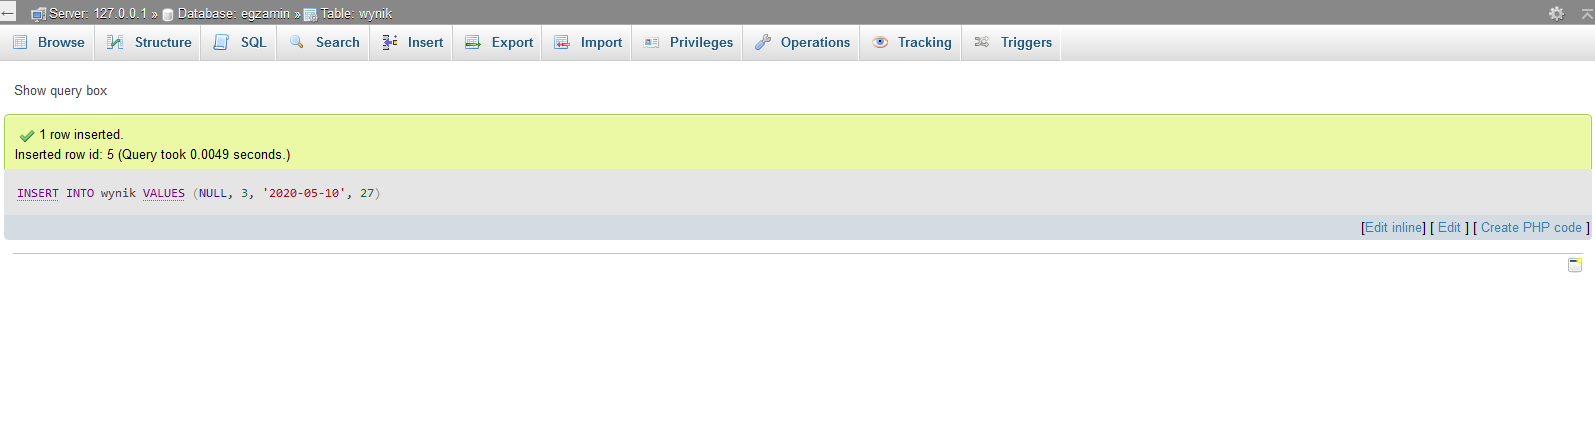 ← Server: 127.0.0.1 » Database: egzamin » Table: wynik
Browse Structure SQL Search Insert Export Import Privileges Operations Tracking Triggers
Show query box
1 row inserted.
Inserted row id: 5 (Query took 0.0049 seconds.)
INSERT INTO wynik VALUES (NULL, 3, '2020-05-10', 27)
[Edit inline] [ Edit ] [ Create PHP code ]